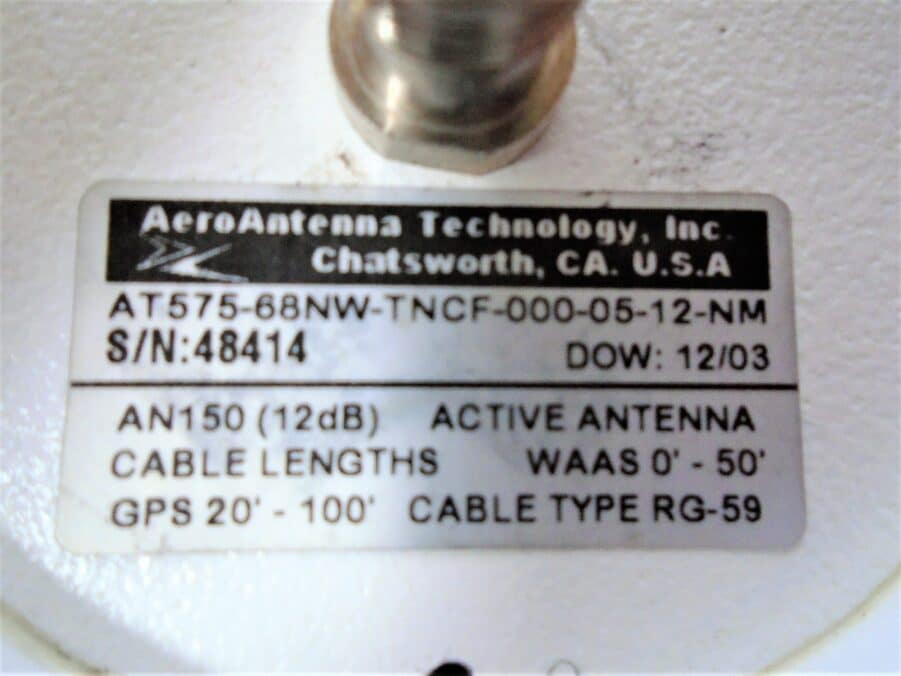 AeroAntenna Technology, Inc.
Chatsworth, CA. U.S.A
AT575-68NW-TNCF-000-05-12-NM
S/N:48414 DOW: 12/03
AN150 (12dB) ACTIVE ANTENNA
CABLE LENGTHS WAAS 0' - 50'
GPS 20' - 100' CABLE TYPE RG-59